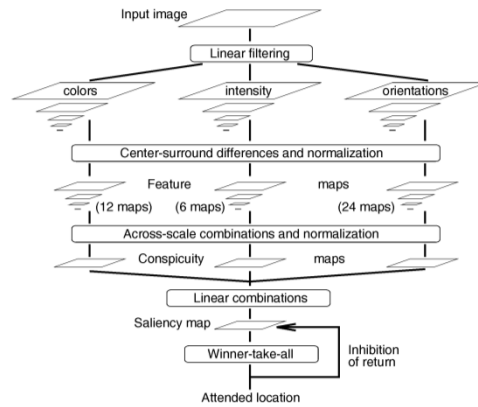 Input image
Linear filtering
colors intensity orientations
Center-surround differences and normalization
Feature maps
(12 maps) (6 maps) (24 maps)
Across-scale combinations and normalization
Conspicuity maps
Linear combinations
Saliency map
Winner-take-all
Inhibition
of return
Attended location